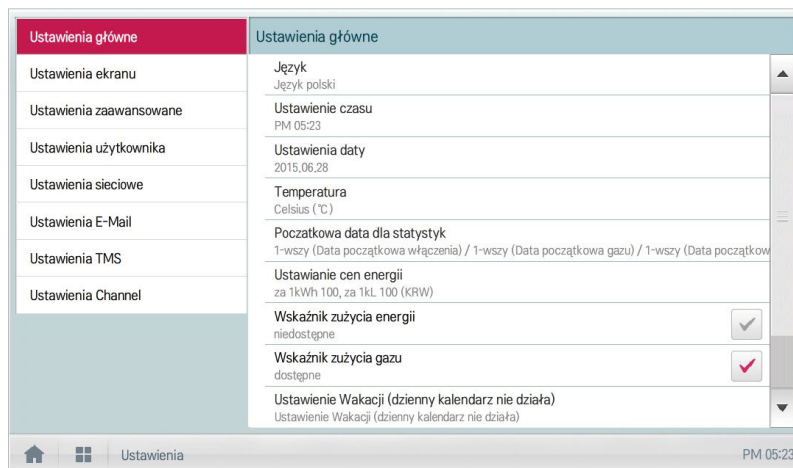 Ustawienia główne
Ustawienia ekranu
Ustawienia zaawansowane
Ustawienia użytkownika
Ustawienia sieciowe
Ustawienia E-Mail
Ustawienia TMS
Ustawienia Channel
Ustawienia główne
Język
Język polski
Ustawienie czasu
PM 05:23
Ustawienia daty
2015.06.28
Temperatura
Celsius (℃)
Poczatkowa data dla statystyk
1-wszy (Data początkowa włączenia) / 1-wszy (Data początkowa gazu) / 1-wszy (Data początkow
Ustawianie cen energii
za 1kWh 100, za 1kL 100 (KRW)
Wskaźnik zużycia energii
niedostępne
Wskaźnik zużycia gazu
dostępne
Ustawienie Wakacji (dzienny kalendarz nie działa)
Ustawienie Wakacji (dzienny kalendarz nie działa)
Ustawienia
PM 05:23